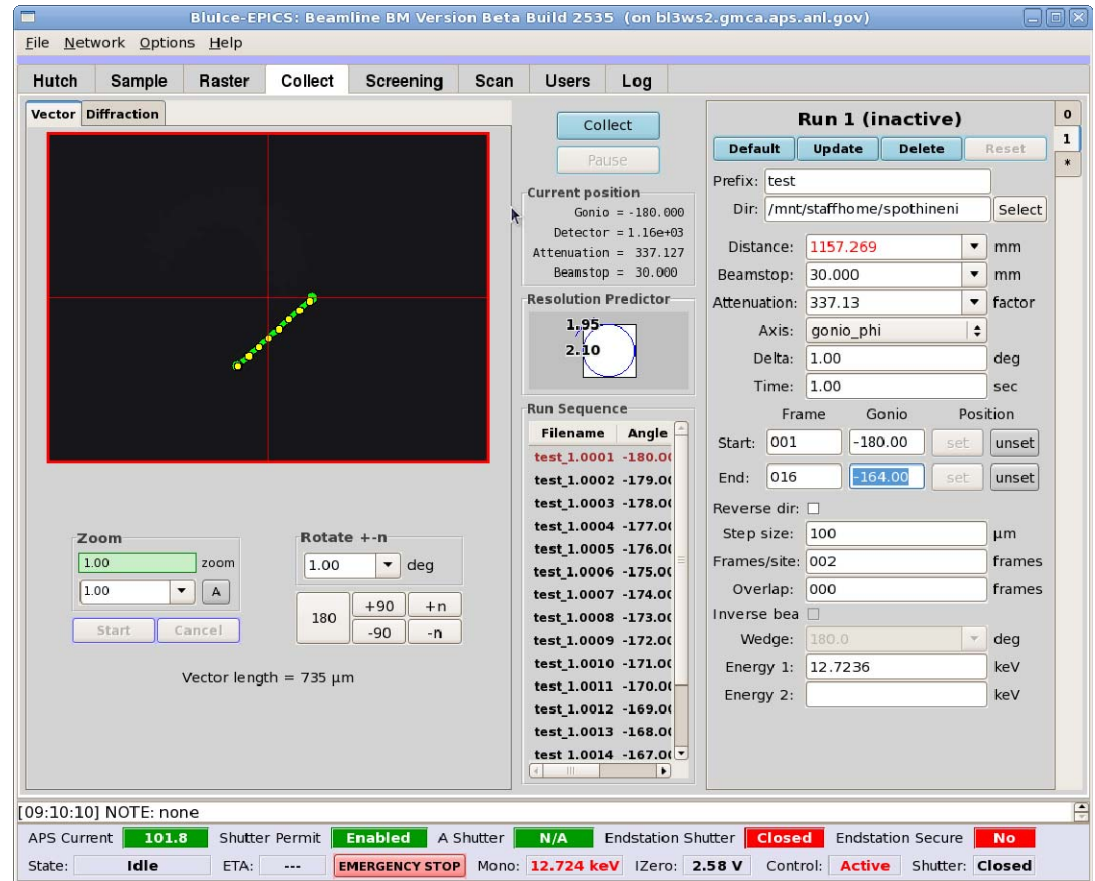 BluIce-EPICS: Beamline BM Version Beta Build 2535 (on bl3ws2.gmca.aps.anl.gov)
File Network Options Help
Hutch Sample Raster Collect Screening Scan Users Log
Vector Diffraction
Zoom
1.00 zoom
1.00 A
Start Cancel
Rotate +-n
1.00 deg
180 +90 +n
-90 -n
Vector length = 735 µm
Collect
Pause
Current position
Gonio = -180.000
Detector = 1.16e+03
Attenuation = 337.127
Beamstop = 30.000
Resolution Predictor
1.95
2.10
Run Sequence
Filename Angle
test_1.0001 -180.00
test_1.0002 -179.00
test_1.0003 -178.00
test_1.0004 -177.00
test_1.0005 -176.00
test_1.0006 -175.00
test_1.0007 -174.00
test_1.0008 -173.00
test_1.0009 -172.00
test_1.0010 -171.00
test_1.0011 -170.00
test_1.0012 -169.00
test_1.0013 -168.00
test_1.0014 -167.00
Run 1 (inactive)
Default Update Delete Reset
Prefix: test
Dir: /mnt/staffhome/spothineni Select
Distance: 1157.269 mm
Beamstop: 30.000 mm
Attenuation: 337.13 factor
Axis: gonio_phi
Delta: 1.00 deg
Time: 1.00 sec
Frame Gonio Position
Start: 001 -180.00 set unset
End: 016 -164.00 set unset
Reverse dir:
Step size: 100 µm
Frames/site: 002 frames
Overlap: 000 frames
Inverse bea
Wedge: 180.0 deg
Energy 1: 12.7236 keV
Energy 2: keV
0
1
*
[09:10:10] NOTE: none
APS Current 101.8 Shutter Permit Enabled A Shutter N/A Endstation Shutter Closed Endstation Secure No
State: Idle ETA: --- EMERGENCY STOP Mono: 12.724 keV IZero: 2.58 V Control: Active Shutter: Closed